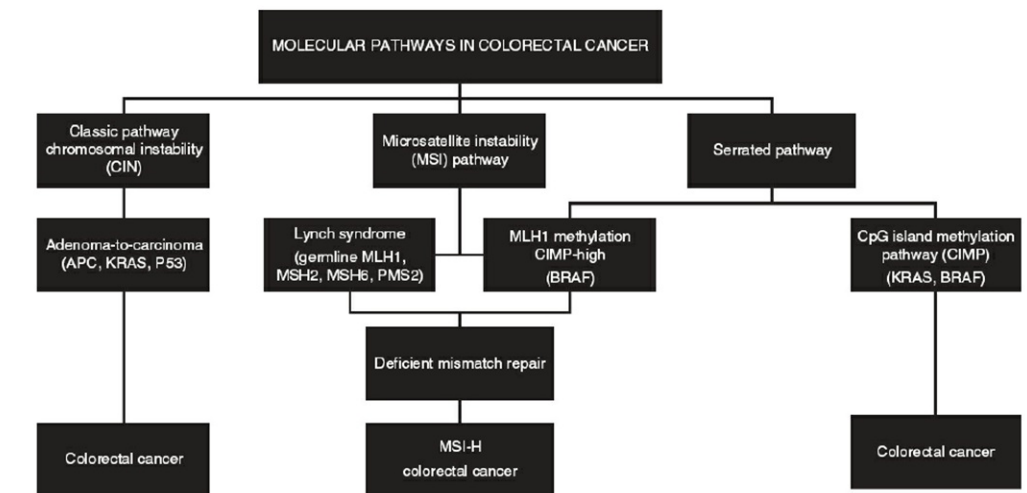 MOLECULAR PATHWAYS IN COLORECTAL CANCER
Classic pathway
chromosomal instability
(CIN)
Microsatellite instability
(MSI) pathway
Serrated pathway
Adenoma-to-carcinoma
(APC, KRAS, P53)
Lynch syndrome
(germline MLH1,
MSH2, MSH6, PMS2)
MLH1 methylation
CIMP-high
(BRAF)
CpG island methylation
pathway (CIMP)
(KRAS, BRAF)
Deficient mismatch repair
Colorectal cancer
MSI-H
colorectal cancer
Colorectal cancer